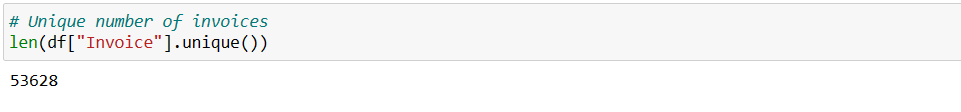 # Unique number of invoices
len(df["Invoice"].unique())
53628